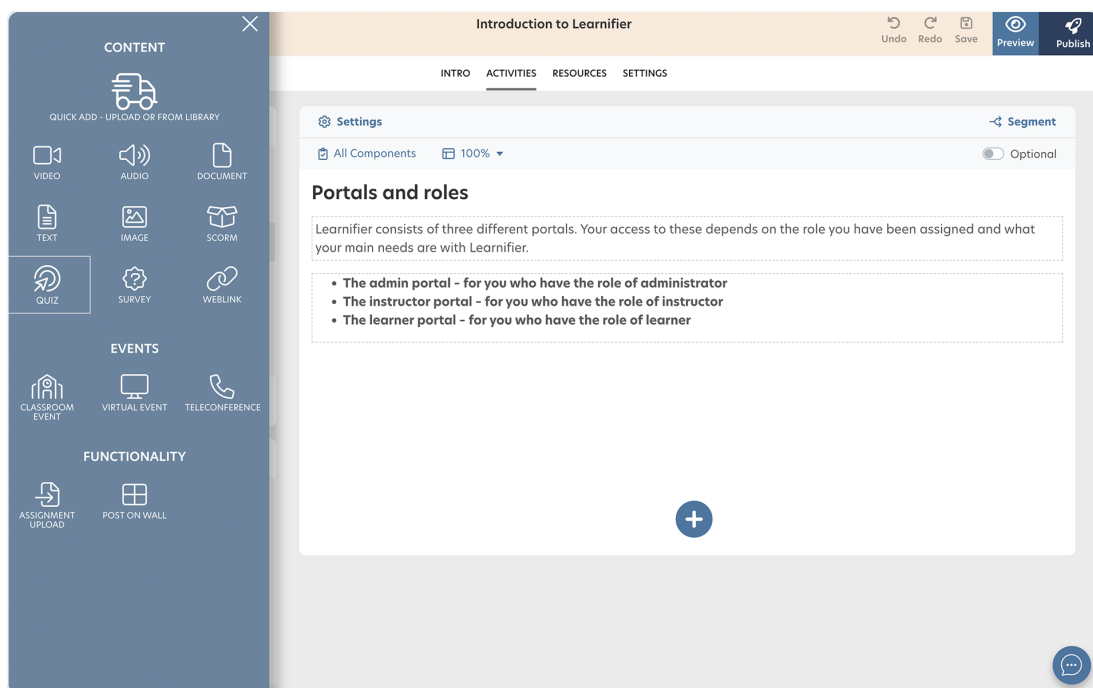 CONTENT
QUICK ADD - UPLOAD OR FROM LIBRARY
VIDEO
AUDIO
DOCUMENT
TEXT
IMAGE
SCORM
QUIZ
SURVEY
WEBLINK
EVENTS
CLASSROOM
EVENT
VIRTUAL EVENT
TELECONFERENCE
FUNCTIONALITY
ASSIGNMENT
UPLOAD
POST ON WALL
Introduction to Learnifier
Undo
Redo
Save
Preview
Publish
INTRO
ACTIVITIES
RESOURCES
SETTINGS
Settings
Segment
All Components
100%
Optional
Portals and roles
Learnifier consists of three different portals. Your access to these depends on the role you have been assigned and what
your main needs are with Learnifier.
• The admin portal – for you who have the role of administrator
• The instructor portal – for you who have the role of instructor
• The learner portal – for you who have the role of learner